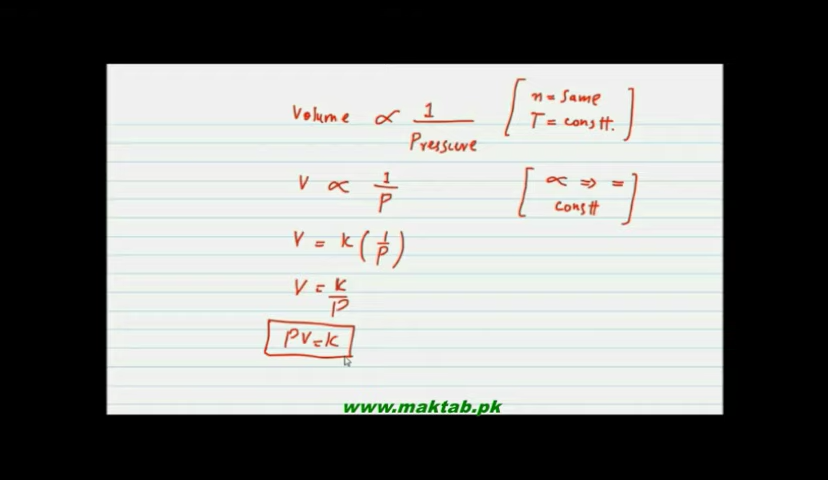 Volume ∝ 1/Pressure [n = Same
T = constt.]
V ∝ 1/P [∝ ⇒ =
constt]
V = K (1/P)
V = K/P
PV = K
www.maktab.pk